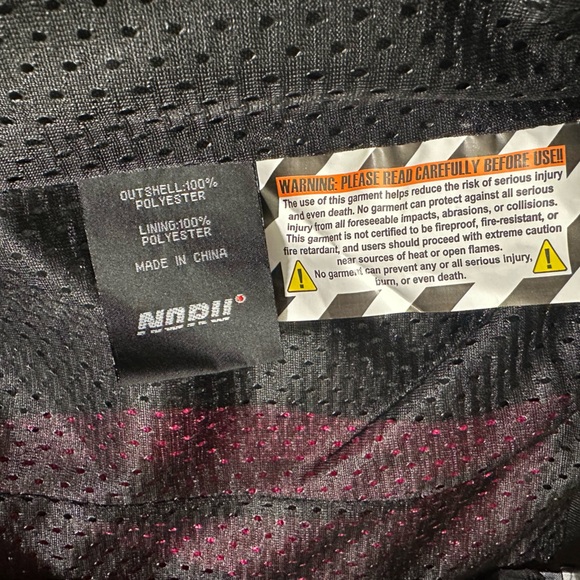 OUTSHELL:100%
POLYESTER
LINING:100%
POLYESTER
MADE IN CHINA
NORU
WARNING: PLEASE READ CAREFULLY BEFORE USE!!
The use of this garment helps reduce the risk of serious injury
and even death. No garment can protect against all serious
injury from all foreseeable impacts, abrasions, or collisions.
This garment is not certified to be fireproof, fire-resistant, or
fire retardant, and users should proceed with extreme caution
near sources of heat or open flames.
No garment can prevent any or all serious injury,
burn, or even death.